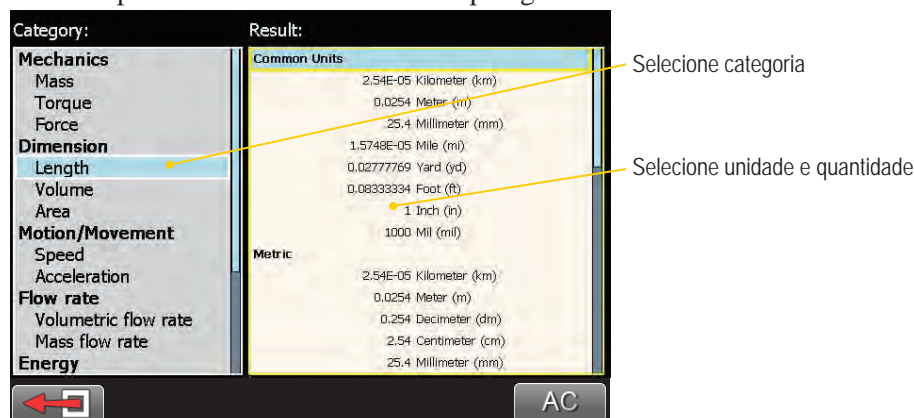 Category:
Mechanics
Mass
Torque
Force
Dimension
Length
Volume
Area
Motion/Movement
Speed
Acceleration
Flow rate
Volumetric flow rate
Mass flow rate
Energy
Result:
Common Units
2.54E-05 Kilometer (km)
0.0254 Meter (m)
25.4 Millimeter (mm)
1.5748E-05 Mile (mi)
0.02777769 Yard (yd)
0.08333334 Foot (ft)
1 Inch (in)
1000 Mil (mil)
Metric
2.54E-05 Kilometer (km)
0.0254 Meter (m)
0.254 Decimeter (dm)
2.54 Centimeter (cm)
25.4 Millimeter (mm)
AC
Selecione categoria
Selecione unidade e quantidade